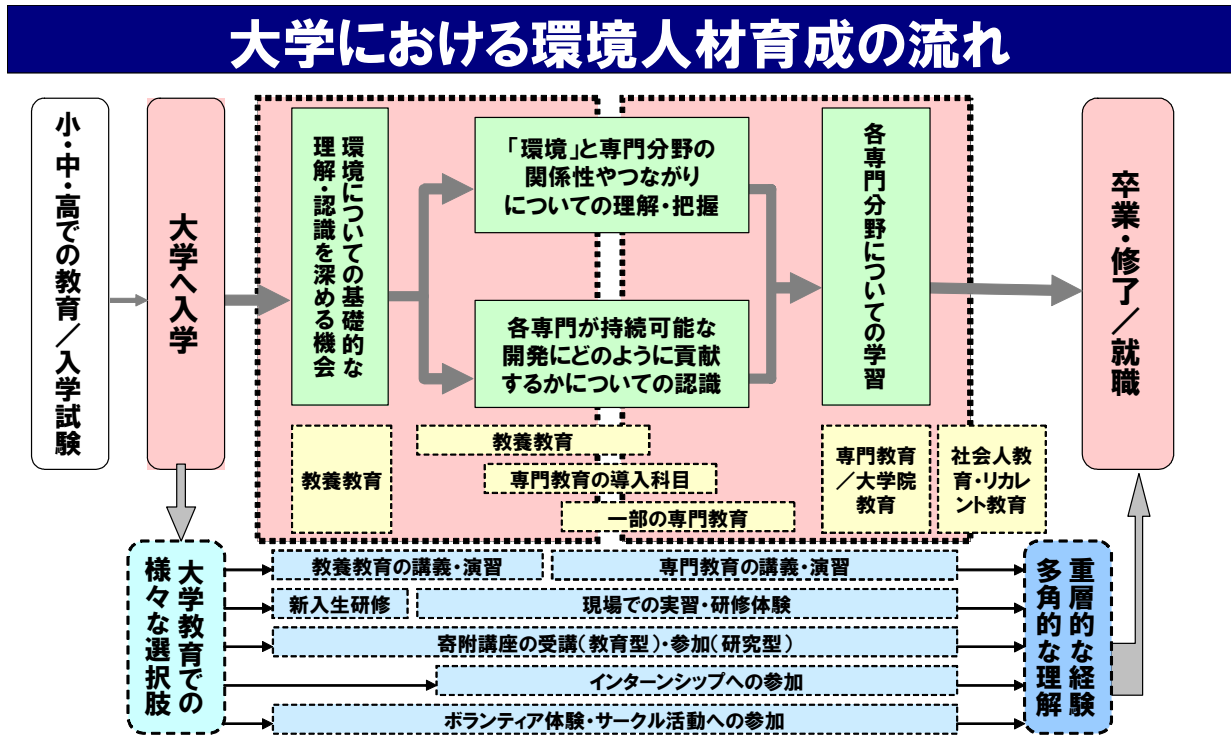 大学における環境人材育成の流れ
小・中・高での教育／入学試験
大学へ入学
環境についての基礎的な
理解・認識を深める機会
「環境」と専門分野の
関係性やつながり
についての理解・把握
各専門が持続可能な
開発にどのように貢献
するかについての認識
各専門分野についての学習
卒業・修了／就職
教養教育
教養教育
専門教育の導入科目
一部の専門教育
専門教育
／大学院
教育
社会人教
育・リカレ
ント教育
大学教育での
様々な選択肢
教養教育の講義・演習
専門教育の講義・演習
新入生研修
現場での実習・研修体験
寄附講座の受講（教育型）・参加（研究型）
インターンシップへの参加
ボランティア体験・サークル活動への参加
重層的な経験
多角的な理解